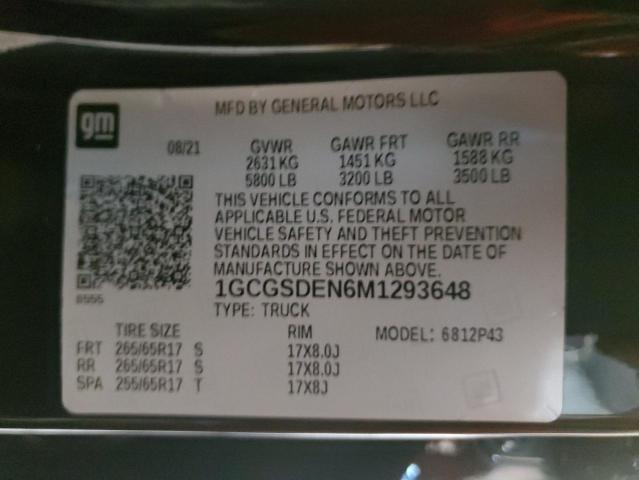 gm
MFD BY GENERAL MOTORS LLC
08/21 GVWR GAWR FRT GAWR RR
2631 KG 1451 KG 1588 KG
5800 LB 3200 LB 3500 LB
THIS VEHICLE CONFORMS TO ALL
APPLICABLE U.S. FEDERAL MOTOR
VEHICLE SAFETY AND THEFT PREVENTION
STANDARDS IN EFFECT ON THE DATE OF
MANUFACTURE SHOWN ABOVE.
1GCGSDEN6M1293648
TYPE: TRUCK
TIRE SIZE RIM MODEL: 6812P43
FRT 265/65R17 S 17X8.0J
RR 265/65R17 S 17X8.0J
SPA 255/65R17 T 17X8J